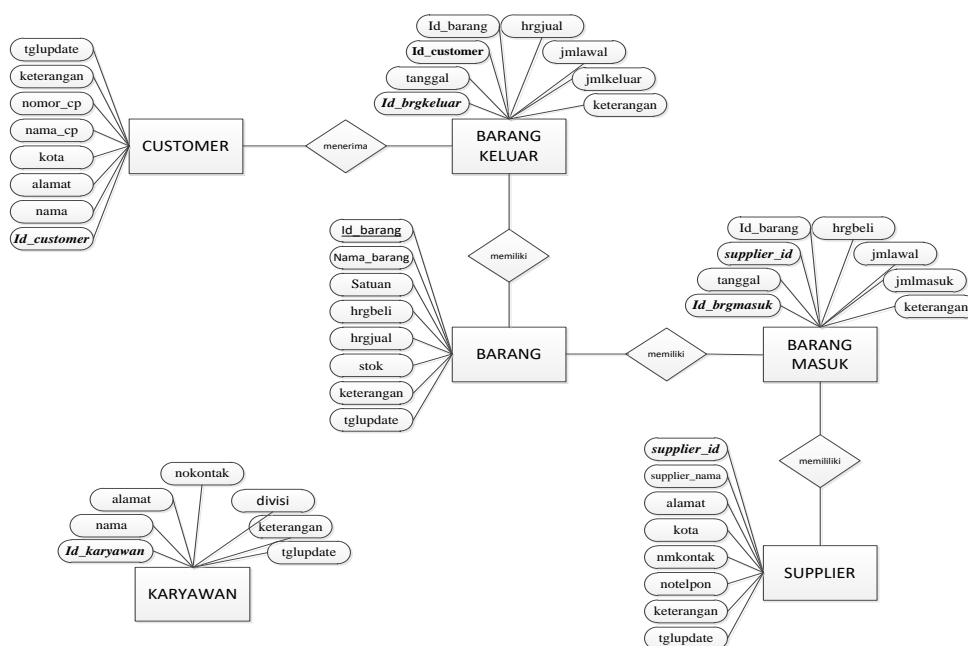 tglupdate
keterangan
nomor_cp
nama_cp
kota
alamat
nama
Id_customer
CUSTOMER
menerima
Id_barang
Id_customer
tanggal
Id_brgkeluar
hrgjual
jmlawal
jmlkeluar
keterangan
BARANG
KELUAR
memiliki
Id_barang
Nama_barang
Satuan
hrgbeli
hrgjual
stok
keterangan
tglupdate
BARANG
memiliki
Id_barang
supplier_id
tanggal
Id_brgmasuk
hrgbeli
jmlawal
jmlmasuk
keterangan
BARANG
MASUK
memililiki
supplier_id
supplier_nama
alamat
kota
nmkontak
notelpon
keterangan
tglupdate
SUPPLIER
nokontak
alamat
nama
Id_karyawan
divisi
keterangan
tglupdate
KARYAWAN